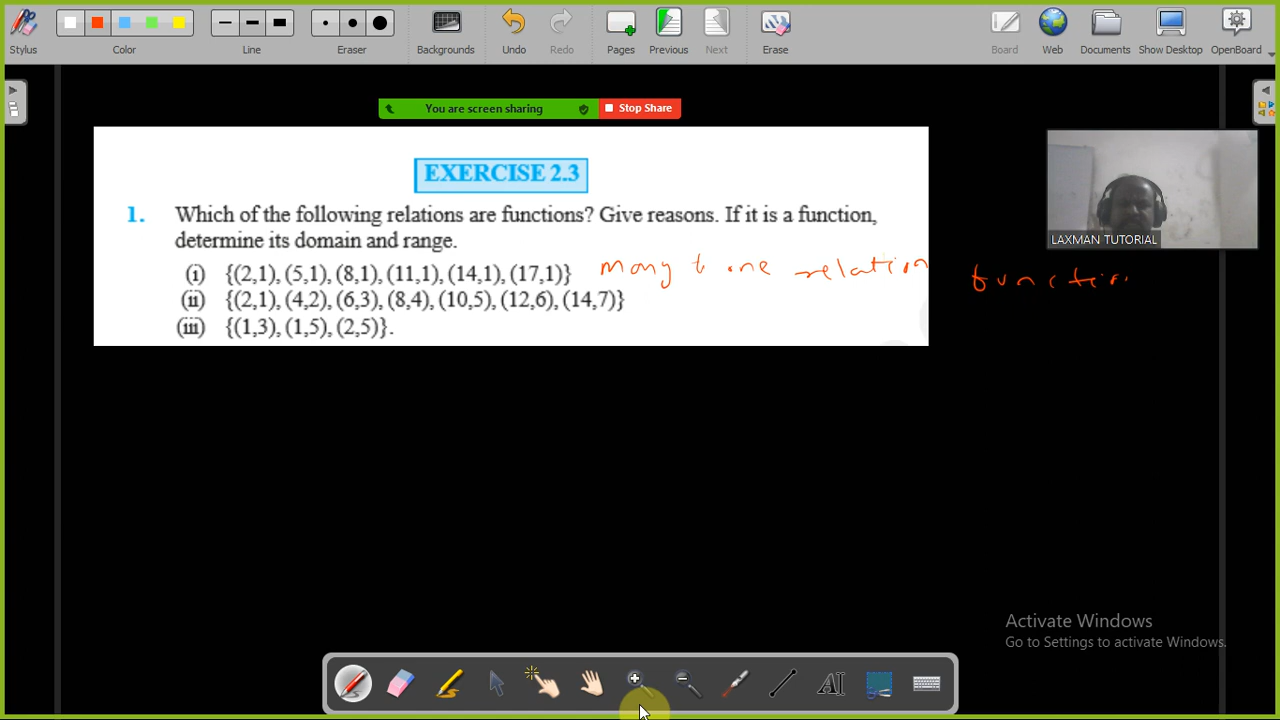 Stylus Color Line Eraser Backgrounds Undo Redo Pages Previous Next Erase Board Web Documents Show Desktop OpenBoard
You are screen sharing Stop Share
EXERCISE 2.3
1. Which of the following relations are functions? Give reasons. If it is a function,
determine its domain and range.
(i) {(2,1), (5,1), (8,1), (11,1), (14,1), (17,1)} many to one relation function
(ii) {(2,1), (4,2), (6,3), (8,4), (10,5), (12,6), (14,7)}
(iii) {(1,3), (1,5), (2,5)}.
LAXMAN TUTORIAL
Activate Windows
Go to Settings to activate Windows.